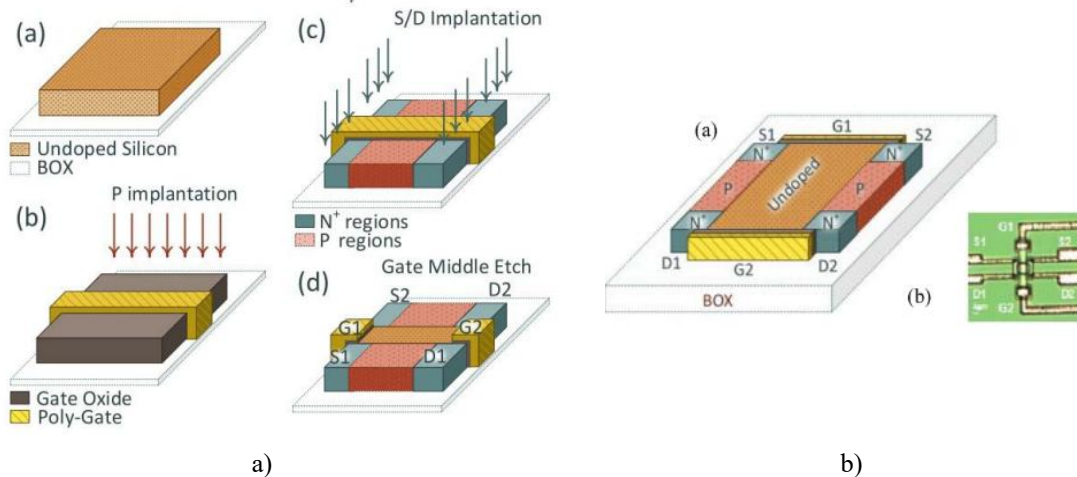 (a)
Undoped Silicon
BOX
P implantation
(b)
Gate Oxide
Poly-Gate
(c)
S/D Implantation
N+ regions
P regions
Gate Middle Etch
(d)
S2
D2
G1
G2
S1
D1
a)
(a)
S1
G1
S2
N+
N+
P
Undoped
P
N+
N+
D1
G2
D2
BOX
(b)
G1
S1
S2
D1
D2
G2
b)